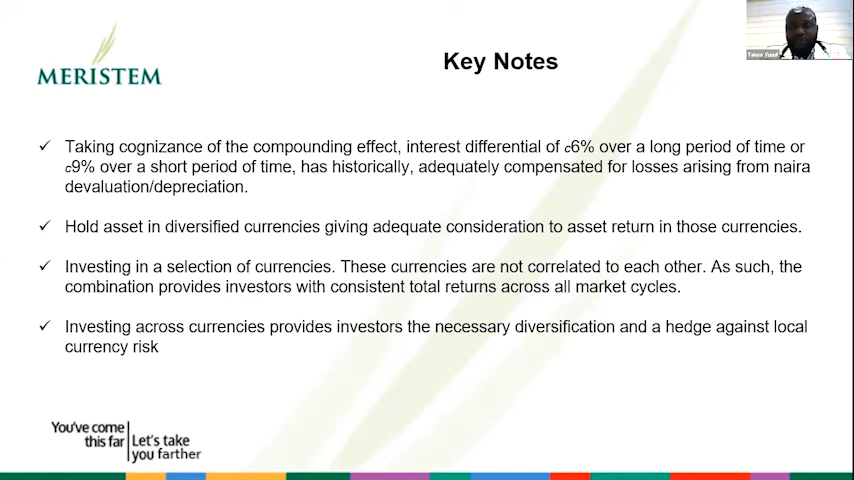 MERISTEM
Key Notes
Taiwo Yusuf
✓ Taking cognizance of the compounding effect, interest differential of c6% over a long period of time or
c9% over a short period of time, has historically, adequately compensated for losses arising from naira
devaluation/depreciation.
✓ Hold asset in diversified currencies giving adequate consideration to asset return in those currencies.
✓ Investing in a selection of currencies. These currencies are not correlated to each other. As such, the
combination provides investors with consistent total returns across all market cycles.
✓ Investing across currencies provides investors the necessary diversification and a hedge against local
currency risk
You've come
this far
Let's take
you farther